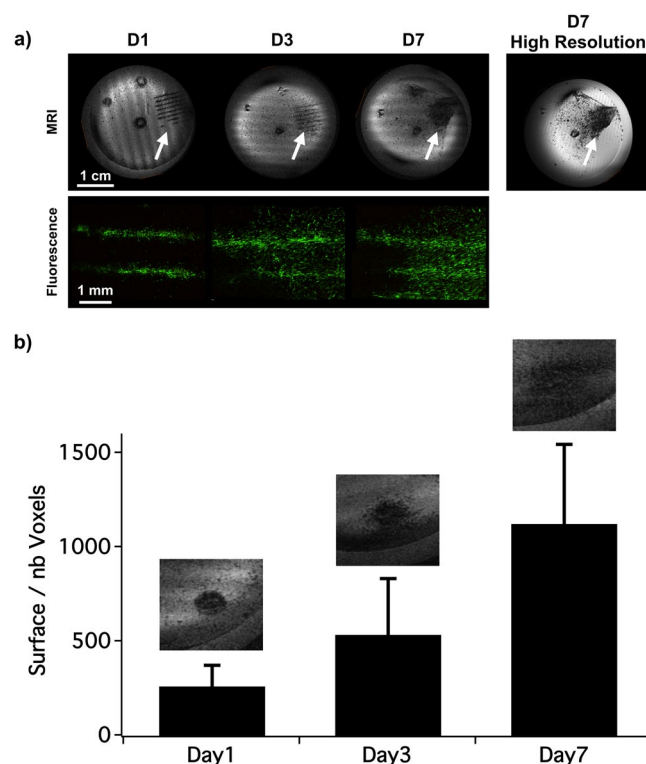 a)
D1
D3
D7
D7
High Resolution
MRI
1 cm
Fluorescence
1 mm
b)
Surface / nb Voxels
1500
1000
500
0
Day1
Day3
Day7